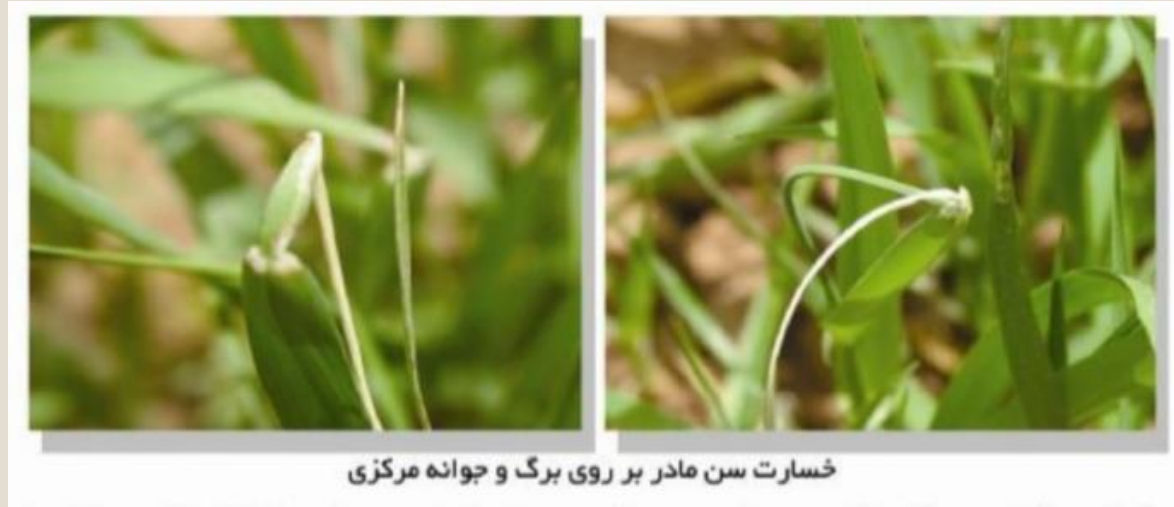 خسارت سن مادر بر روی برگ و جوانه مرکزی